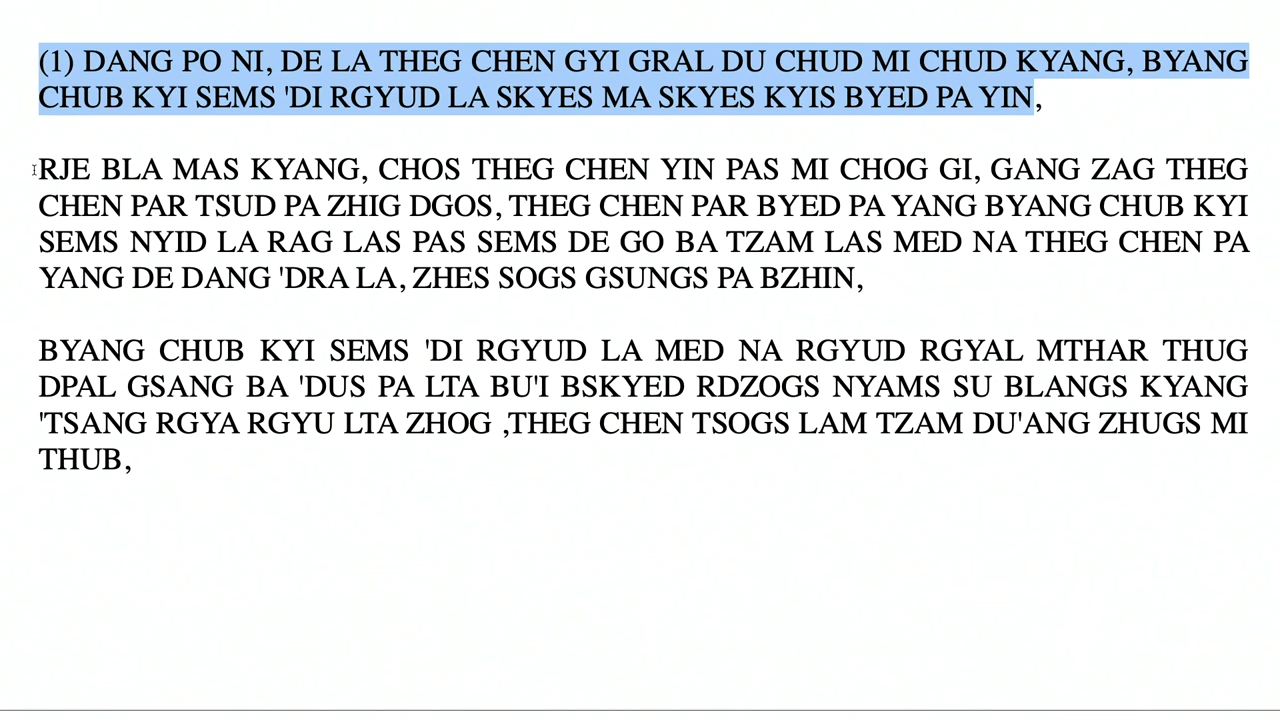 (1) DANG PO NI, DE LA THEG CHEN GYI GRAL DU CHUD MI CHUD KYANG, BYANG
CHUB KYI SEMS 'DI RGYUD LA SKYES MA SKYES KYIS BYED PA YIN,
RJE BLA MAS KYANG, CHOS THEG CHEN YIN PAS MI CHOG GI, GANG ZAG THEG
CHEN PAR TSUD PA ZHIG DGOS, THEG CHEN PAR BYED PA YANG BYANG CHUB KYI
SEMS NYID LA RAG LAS PAS SEMS DE GO BA TZAM LAS MED NA THEG CHEN PA
YANG DE DANG 'DRA LA, ZHES SOGS GSUNGS PA BZHIN,
BYANG CHUB KYI SEMS 'DI RGYUD LA MED NA RGYUD RGYAL MTHAR THUG
DPAL GSANG BA 'DUS PA LTA BU'I BSKYED RDZOGS NYAMS SU BLANGS KYANG
'TSANG RGYA RGYU LTA ZHOG ,THEG CHEN TSOGS LAM TZAM DU'ANG ZHUGS MI
THUB,